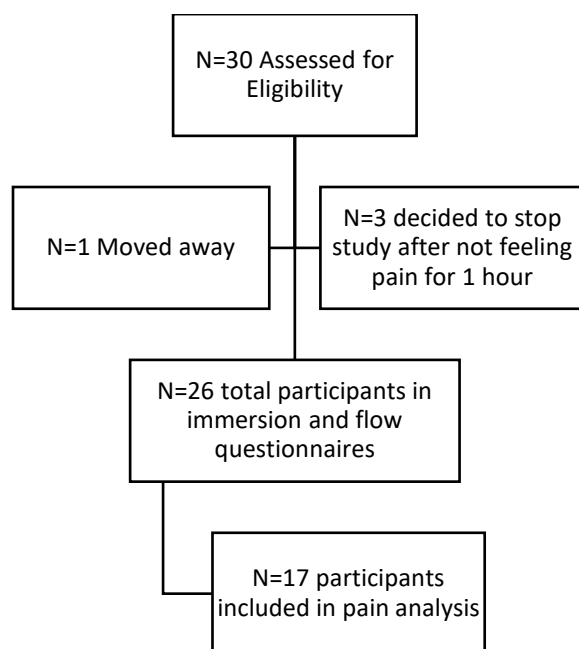 N=30 Assessed for
Eligibility
N=1 Moved away
N=3 decided to stop
study after not feeling
pain for 1 hour
N=26 total participants in
immersion and flow
questionnaires
N=17 participants
included in pain analysis